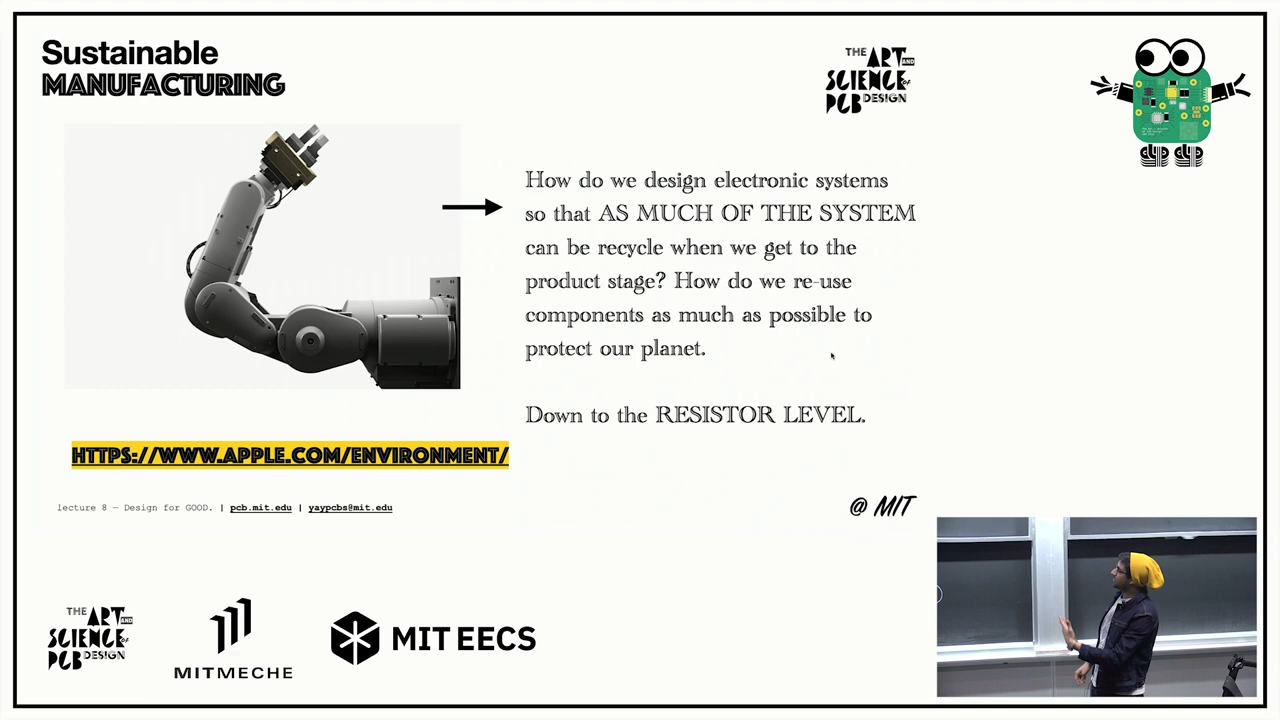 Sustainable
MANUFACTURING
THE ART AND
SCIENCE of
PCB DESIGN
How do we design electronic systems
so that AS MUCH OF THE SYSTEM
can be recycle when we get to the
product stage? How do we re-use
components as much as possible to
protect our planet.
Down to the RESISTOR LEVEL.
HTTPS://WWW.APPLE.COM/ENVIRONMENT/
lecture 8 — Design for GOOD. | pcb.mit.edu | yaypcbs@mit.edu
@ MIT
THE ART AND
SCIENCE of
PCB DESIGN
MITMECHE
MIT EECS